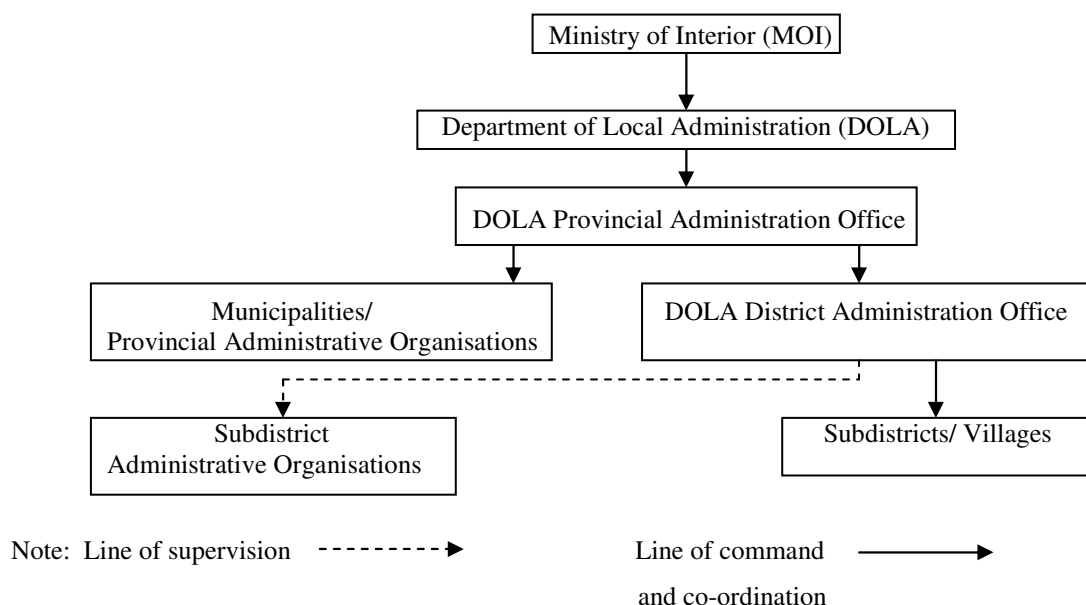 Ministry of Interior (MOI)
Department of Local Administration (DOLA)
DOLA Provincial Administration Office
Municipalities/
Provincial Administrative Organisations
DOLA District Administration Office
Subdistrict
Administrative Organisations
Subdistricts/ Villages
Note: Line of supervision
Line of command
and co-ordination